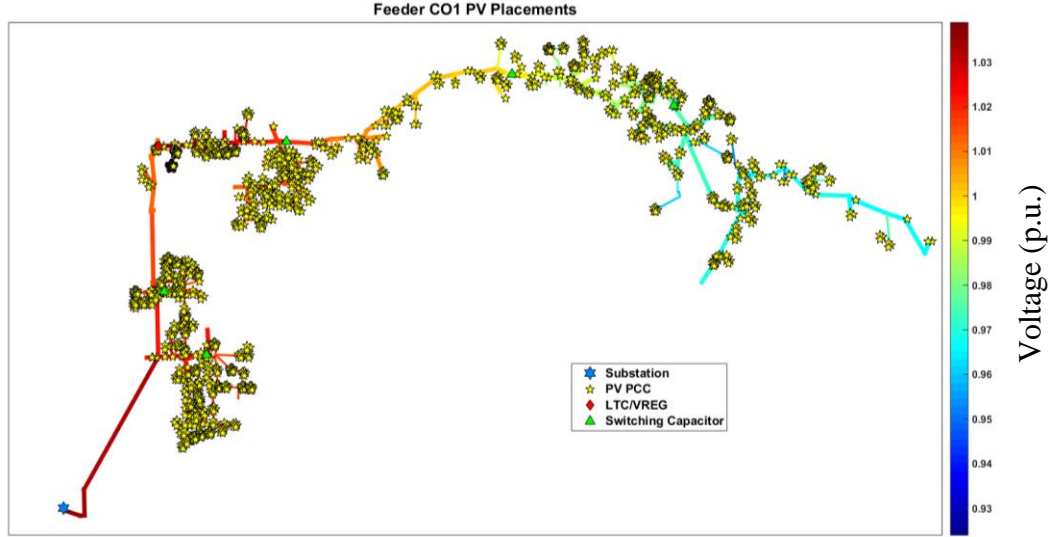 Feeder CO1 PV Placements
1.03
1.02
1.01
1
0.99
0.98
0.97
0.96
0.95
0.94
0.93
Voltage (p.u.)
Substation
PV PCC
LTC/VREG
Switching Capacitor